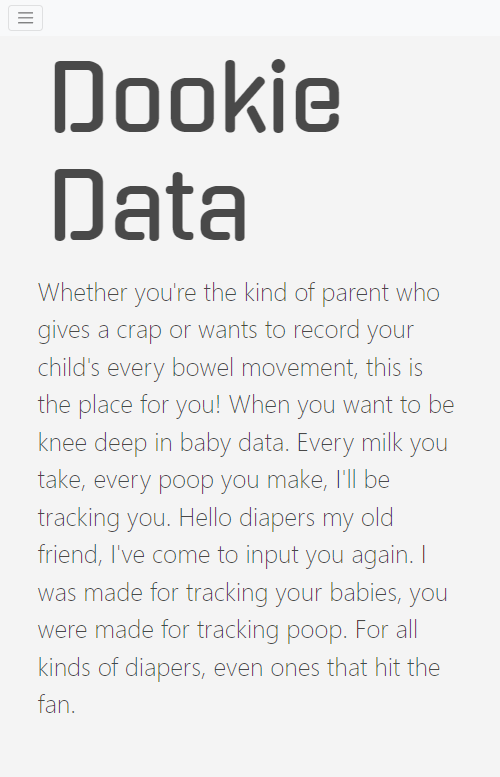 Dookie
Data
Whether you're the kind of parent who
gives a crap or wants to record your
child's every bowel movement, this is
the place for you! When you want to be
knee deep in baby data. Every milk you
take, every poop you make, I'll be
tracking you. Hello diapers my old
friend, I've come to input you again. I
was made for tracking your babies, you
were made for tracking poop. For all
kinds of diapers, even ones that hit the
fan.